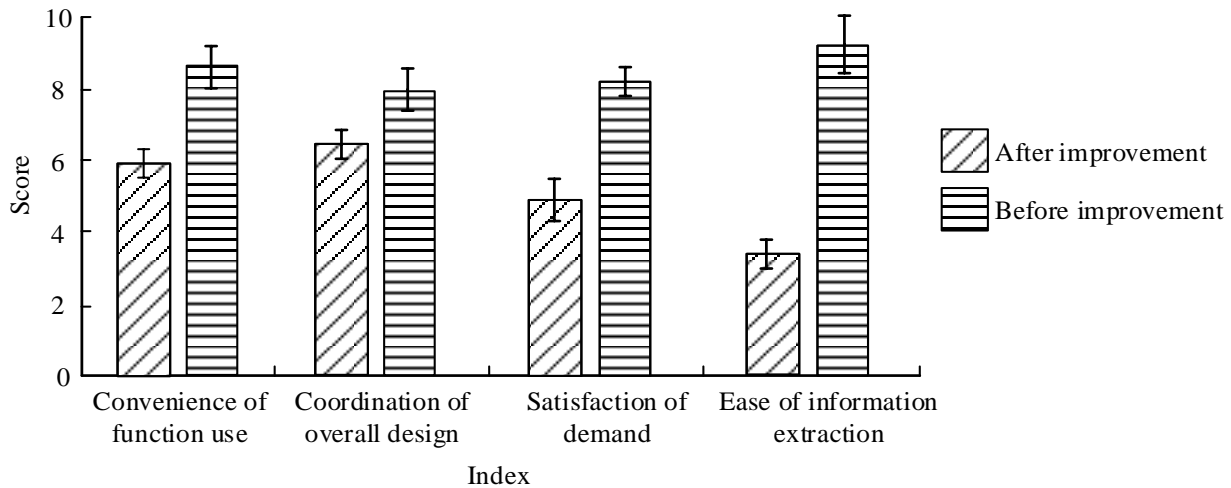 10
8
6
4
2
0
Score
Convenience of
function use
Coordination of
overall design
Satisfaction of
demand
Ease of information
extraction
Index
After improvement
Before improvement